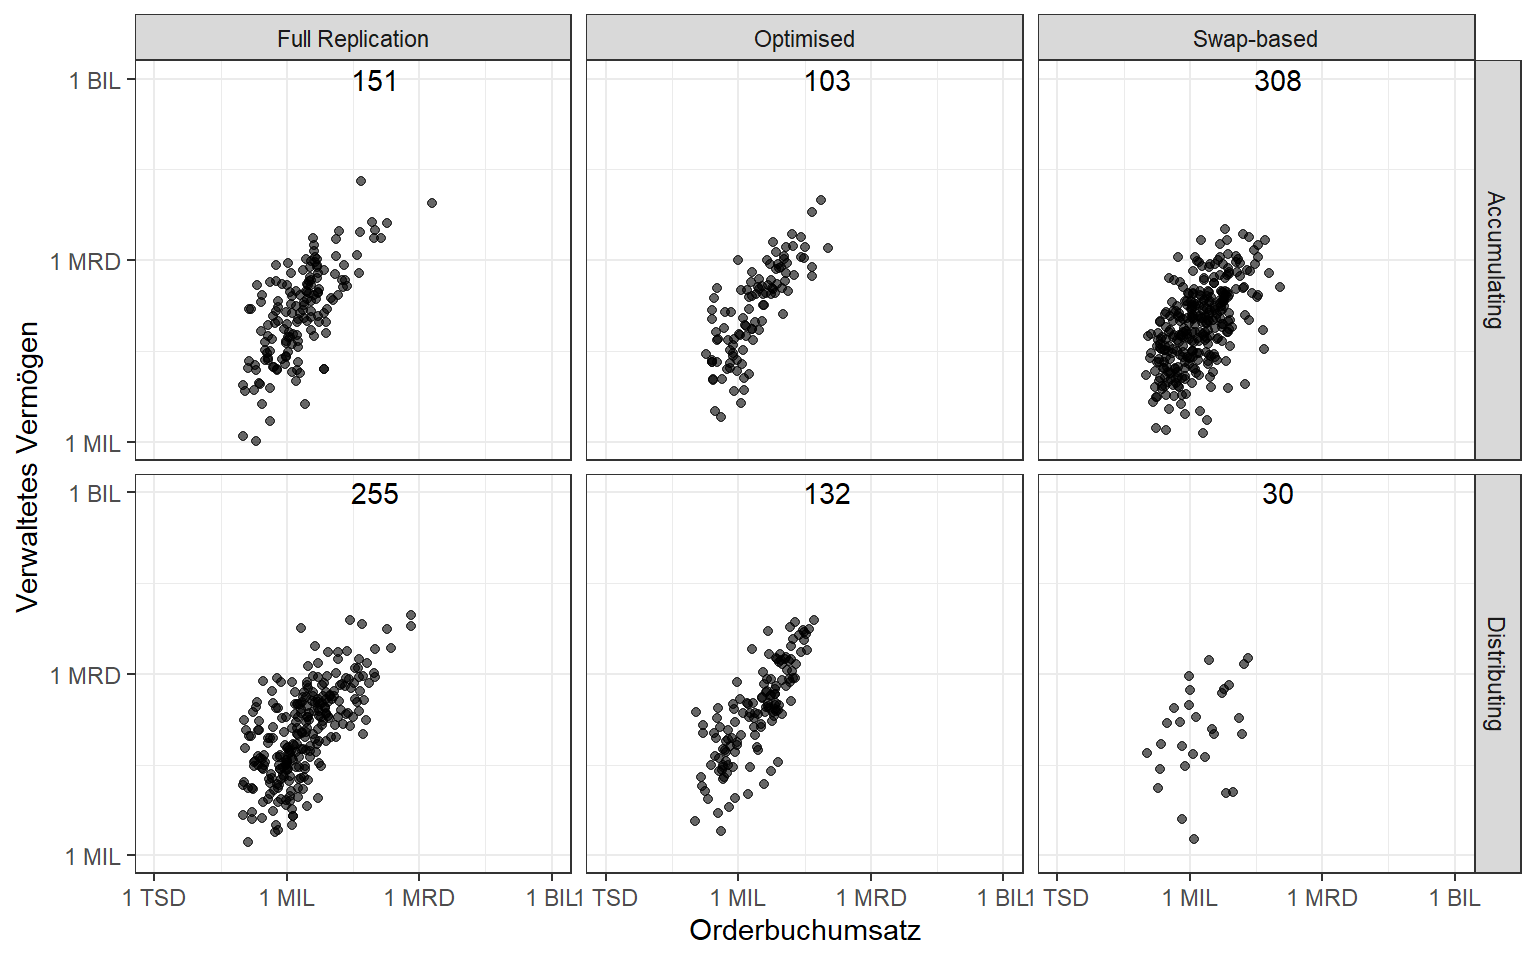 Full Replication
Optimised
Swap-based
1 BIL
151
103
308
Accumulating
1 MRD
1 MIL
Verwaltetes Vermögen
1 BIL
255
132
30
Distributing
1 MRD
1 MIL
1 TSD 1 MIL 1 MRD 1 BIL 1 TSD 1 MIL 1 MRD 1 BIL 1 TSD 1 MIL 1 MRD 1 BIL
Orderbuchumsatz